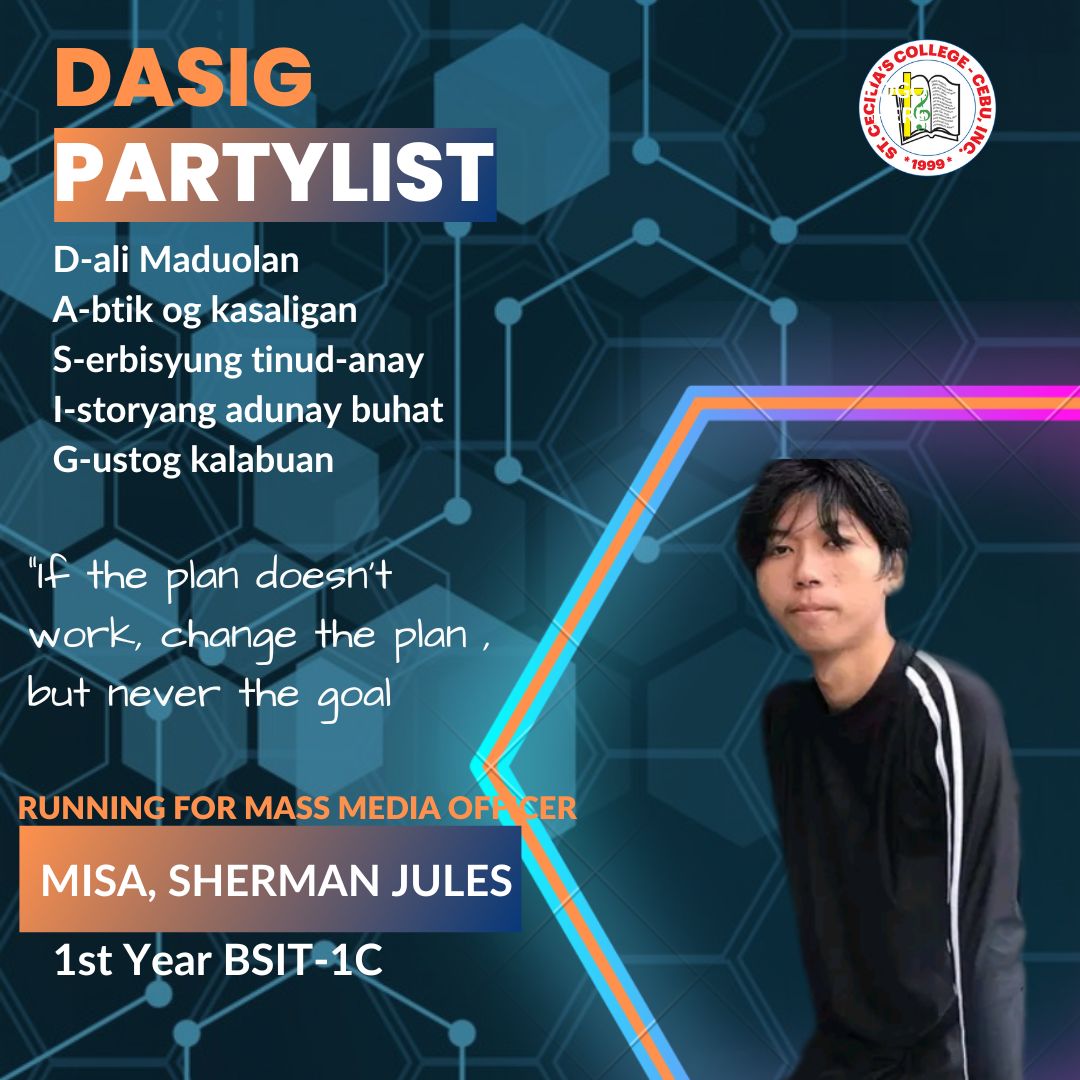 DASIG
PARTYLIST
ST. CECILIA'S COLLEGE - CEBU, INC.
* 1999 *
D-ali Maduolan
A-btik og kasaligan
S-erbisyung tinud-anay
I-storyang adunay buhat
G-ustog kalabuan
"If the plan doesn't
work, change the plan ,
but never the goal
RUNNING FOR MASS MEDIA OFFICER
MISA, SHERMAN JULES
1st Year BSIT-1C